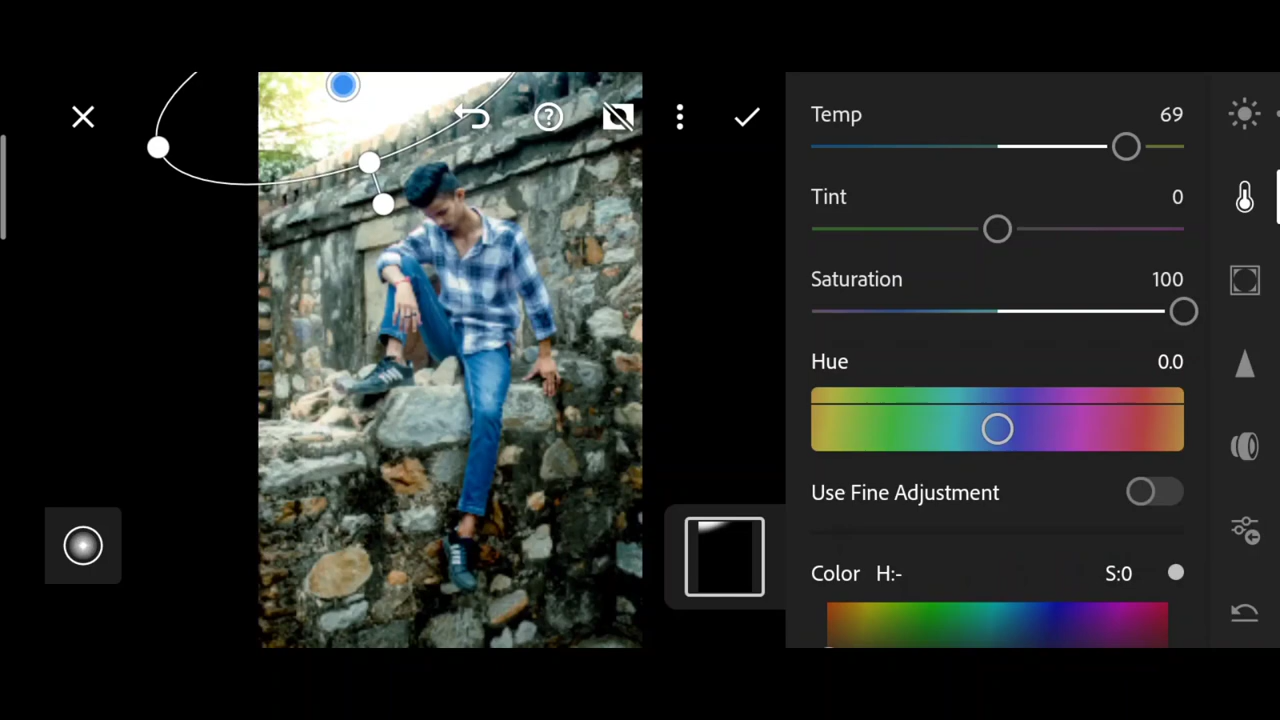 Temp 69
Tint 0
Saturation 100
Hue 0.0
Use Fine Adjustment
Color H:- S:0